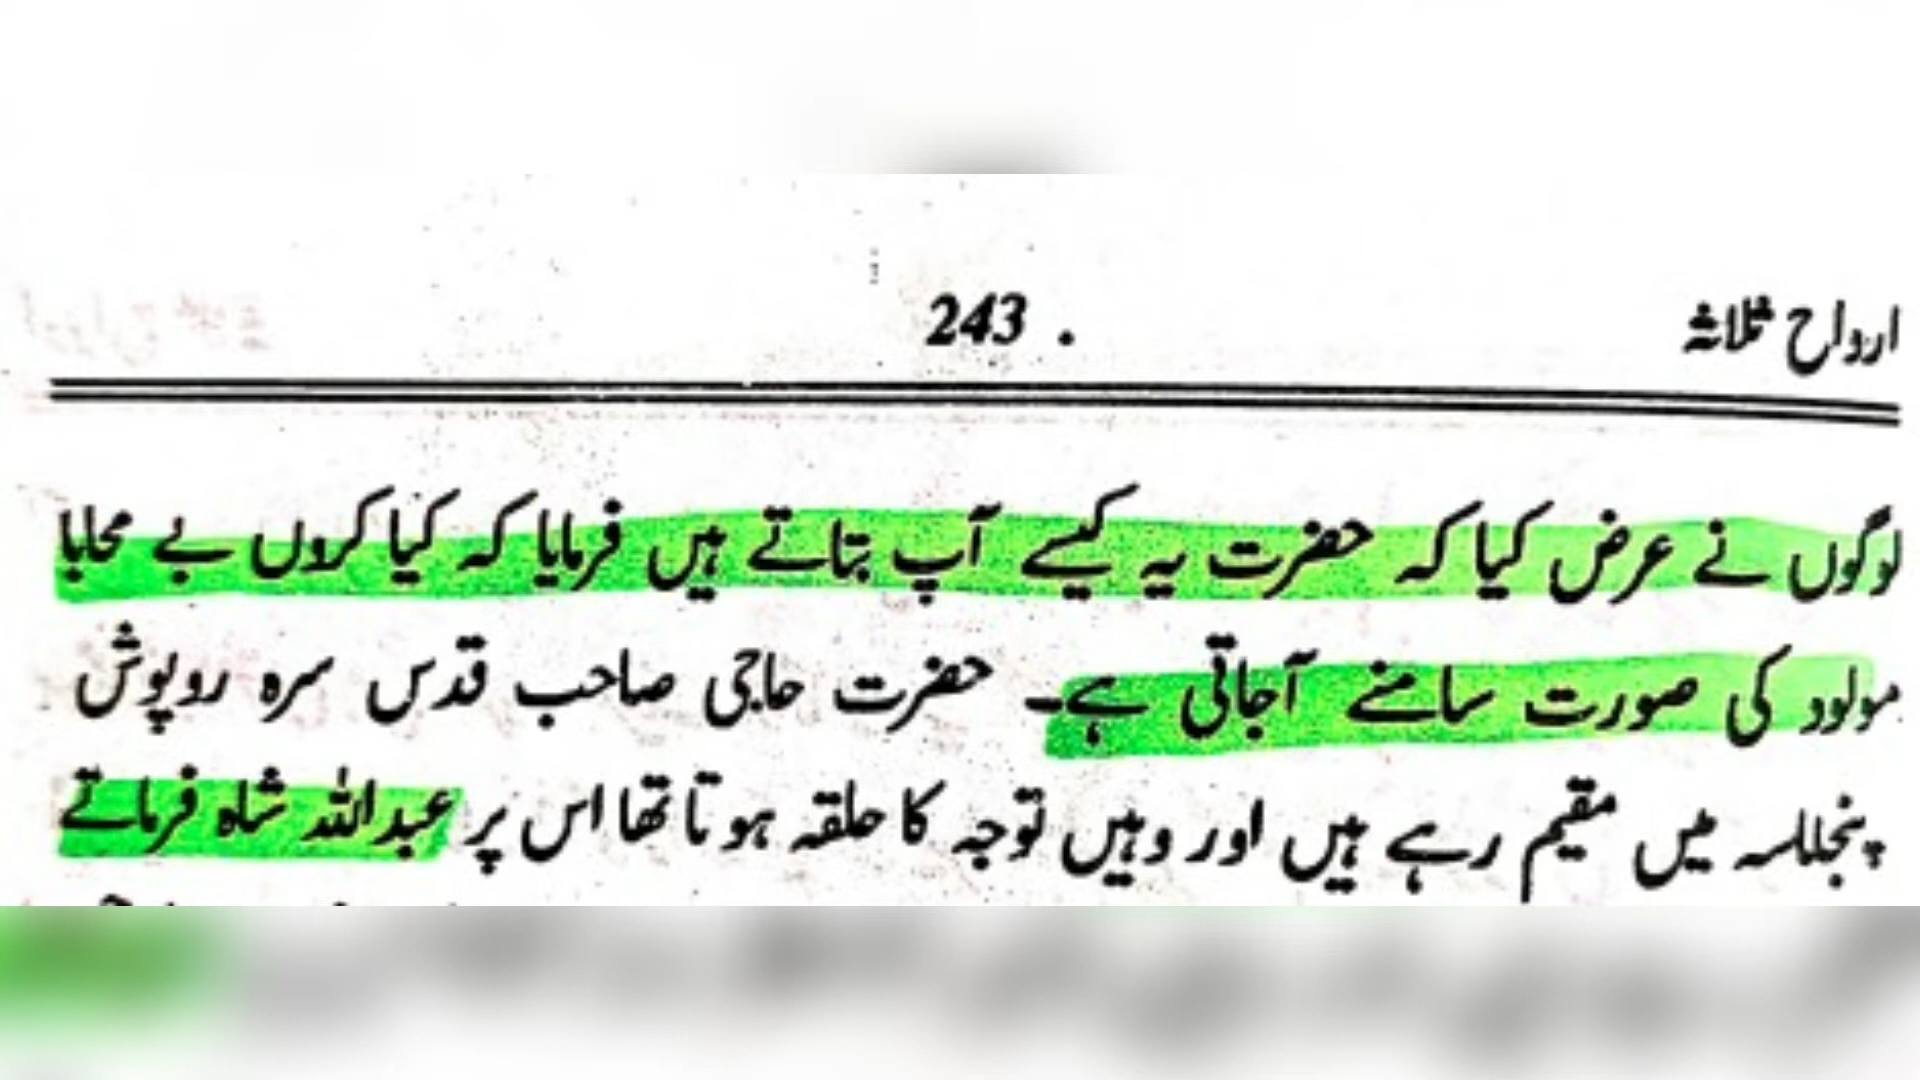 ارواح ثلاثہ 243
لوگوں نے عرض کیا کہ حضرت یہ کیسے آپ بتاتے ہیں فرمایا کہ کیا کروں بے محابا
مولود کی صورت سامنے آجاتی ہے۔ حضرت حاجی صاحب قدس سرہ روپوش
پنجلاسہ میں مقیم رہے ہیں اور وہیں توجہ کا حلقہ ہوتا تھا اس پر عبداللہ شاہ فرماتے